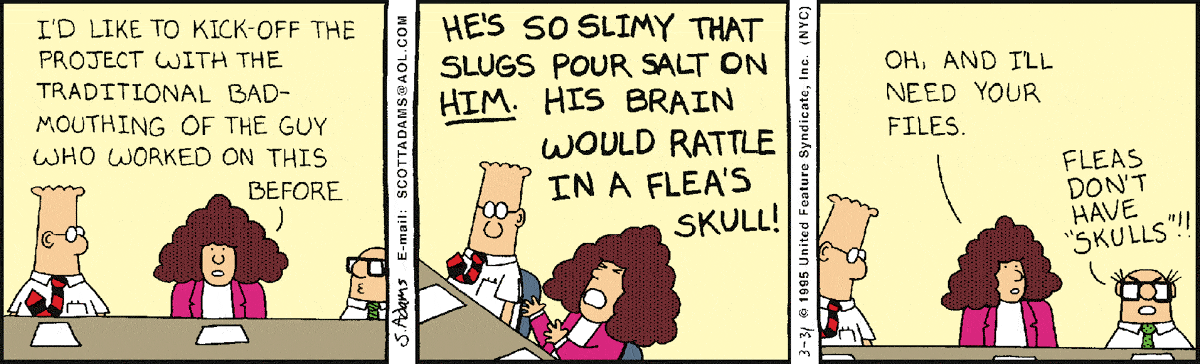 I'D LIKE TO KICK-OFF THE
PROJECT WITH THE
TRADITIONAL BAD-
MOUTHING OF THE GUY
WHO WORKED ON THIS
BEFORE
S. Adams E-mail: SCOTTADAMS@AOL.COM
HE'S SO SLIMY THAT
SLUGS POUR SALT ON
HIM. HIS BRAIN
WOULD RATTLE
IN A FLEA'S
SKULL!
3-31 © 1995 United Feature Syndicate, Inc. (NYC)
OH, AND I'LL
NEED YOUR
FILES.
FLEAS
DON'T
HAVE
"SKULLS"!!